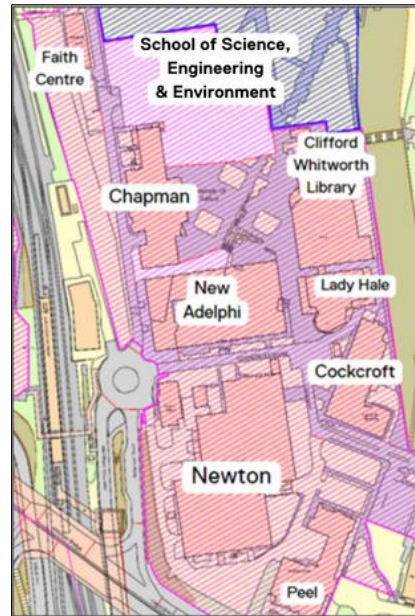 School of Science,
Engineering
& Environment
Faith
Centre
Clifford
Whitworth
Library
Chapman
New
Adelphi
Lady Hale
Cockcroft
Newton
Peel